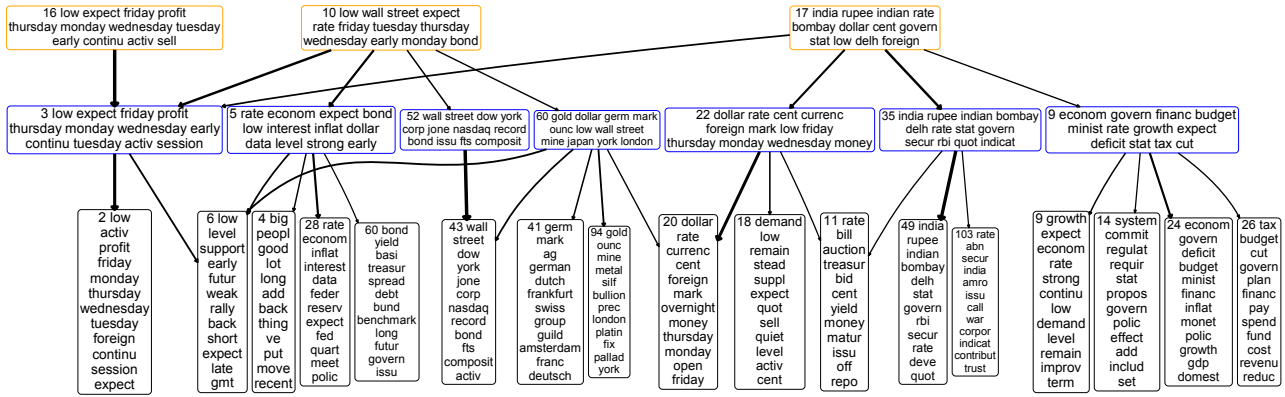 16 low expect friday profit
thursday monday wednesday tuesday
early continu activ sell
10 low wall street expect
rate friday tuesday thursday
wednesday early monday bond
17 india rupee indian rate
bombay dollar cent govern
stat low delh foreign
3 low expect friday profit
thursday monday wednesday early
continu tuesday activ session
5 rate econom expect bond
low interest inflat dollar
data level strong early
52 wall street dow york
corp jone nasdaq record
bond issu fts composit
60 gold dollar germ mark
ounc low wall street
mine japan york london
22 dollar rate cent currenc
foreign mark low friday
thursday monday wednesday money
35 india rupee indian bombay
delh rate stat govern
secur rbi quot indicat
9 econom govern financ budget
minist rate growth expect
deficit stat tax cut
2 low
activ
profit
friday
monday
thursday
wednesday
tuesday
foreign
continu
session
expect
6 low
level
support
early
futur
weak
rally
back
short
expect
late
gmt
4 big
peopl
good
lot
long
add
back
thing
ve
put
move
recent
28 rate
econom
inflat
interest
data
feder
reserv
expect
fed
quart
meet
polic
60 bond
yield
basi
treasur
spread
debt
bund
benchmark
long
futur
govern
issu
43 wall
street
dow
york
jone
corp
nasdaq
record
bond
fts
composit
activ
41 germ
mark
ag
german
dutch
frankfurt
swiss
group
guild
amsterdam
franc
deutsch
94 gold
ounc
mine
metal
silf
bullion
prec
london
platin
fix
pallad
york
20 dollar
rate
currenc
cent
foreign
mark
overnight
money
thursday
monday
open
friday
18 demand
low
remain
stead
suppl
expect
quot
sell
quiet
level
activ
cent
11 rate
bill
auction
treasur
bid
cent
yield
money
matur
issu
off
repo
49 india
rupee
indian
bombay
delh
stat
govern
rbi
secur
rate
deve
quot
103 rate
abn
secur
india
amro
issu
call
war
corpor
indicat
contribut
trust
9 growth
expect
econom
rate
strong
continu
low
demand
level
remain
improv
term
14 system
commit
regulat
requir
stat
propos
govern
polic
effect
add
includ
set
24 econom
govern
deficit
budget
minist
financ
inflat
monet
polic
growth
gdp
domest
26 tax
budget
cut
govern
plan
financ
pay
spend
fund
cost
revenu
reduc